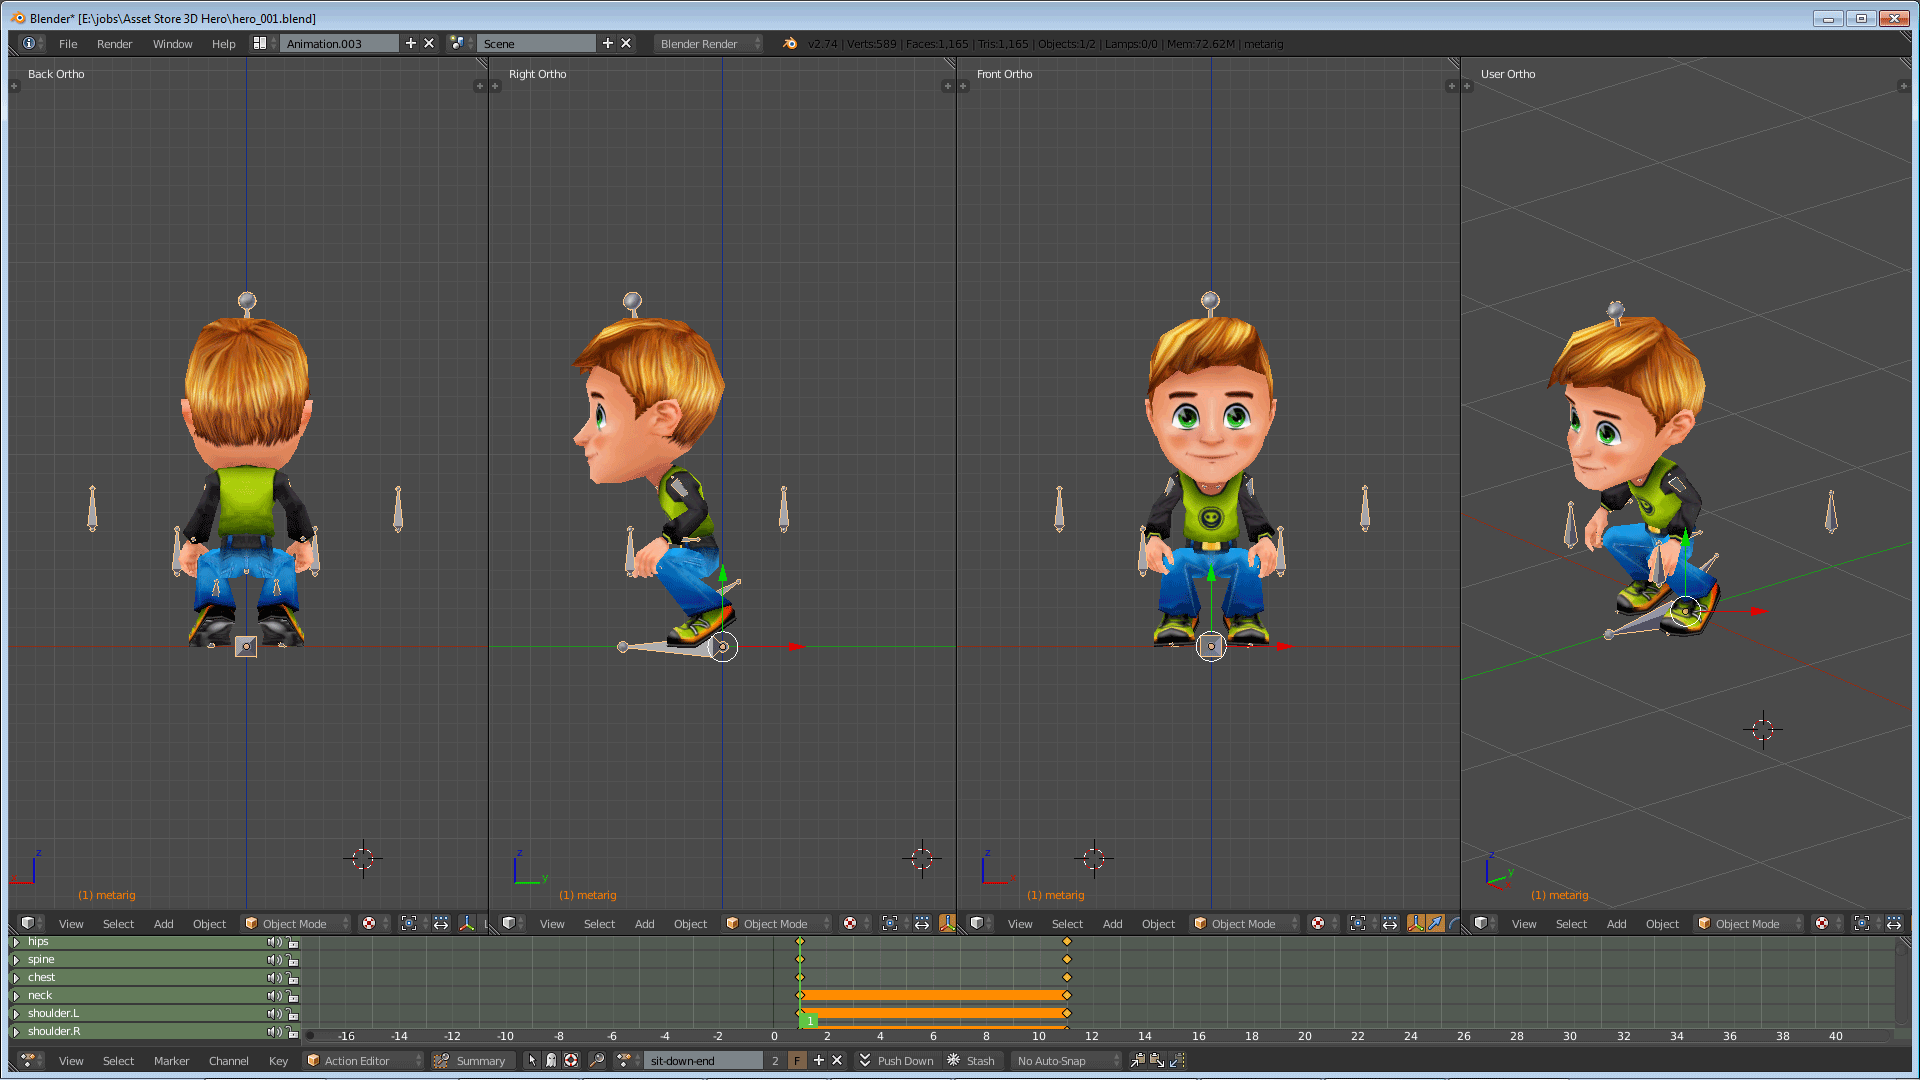 Blender* [E:\jobs\Asset Store 3D Hero\hero_001.blend]
File Render Window Help Animation.003 Scene Blender Render v2.74 | Verts:589 | Faces:1,165 | Tris:1,165 | Objects:1/2 | Lamps:0/0 | Mem:72.62M | metarig
Back Ortho Right Ortho Front Ortho User Ortho
z z z z
y y
x x
(1) metarig (1) metarig (1) metarig (1) metarig
View Select Add Object Object Mode View Select Add Object Object Mode View Select Add Object Object Mode View Select Add Object Object Mode
hips
spine
chest
neck
shoulder.L
1
shoulder.R
-16 -14 -12 -10 -8 -6 -4 -2 0 2 4 6 8 10 12 14 16 18 20 22 24 26 28 30 32 34 36 38 40
View Select Marker Channel Key Action Editor Summary sit-down-end 2 F Push Down Stash No Auto-Snap